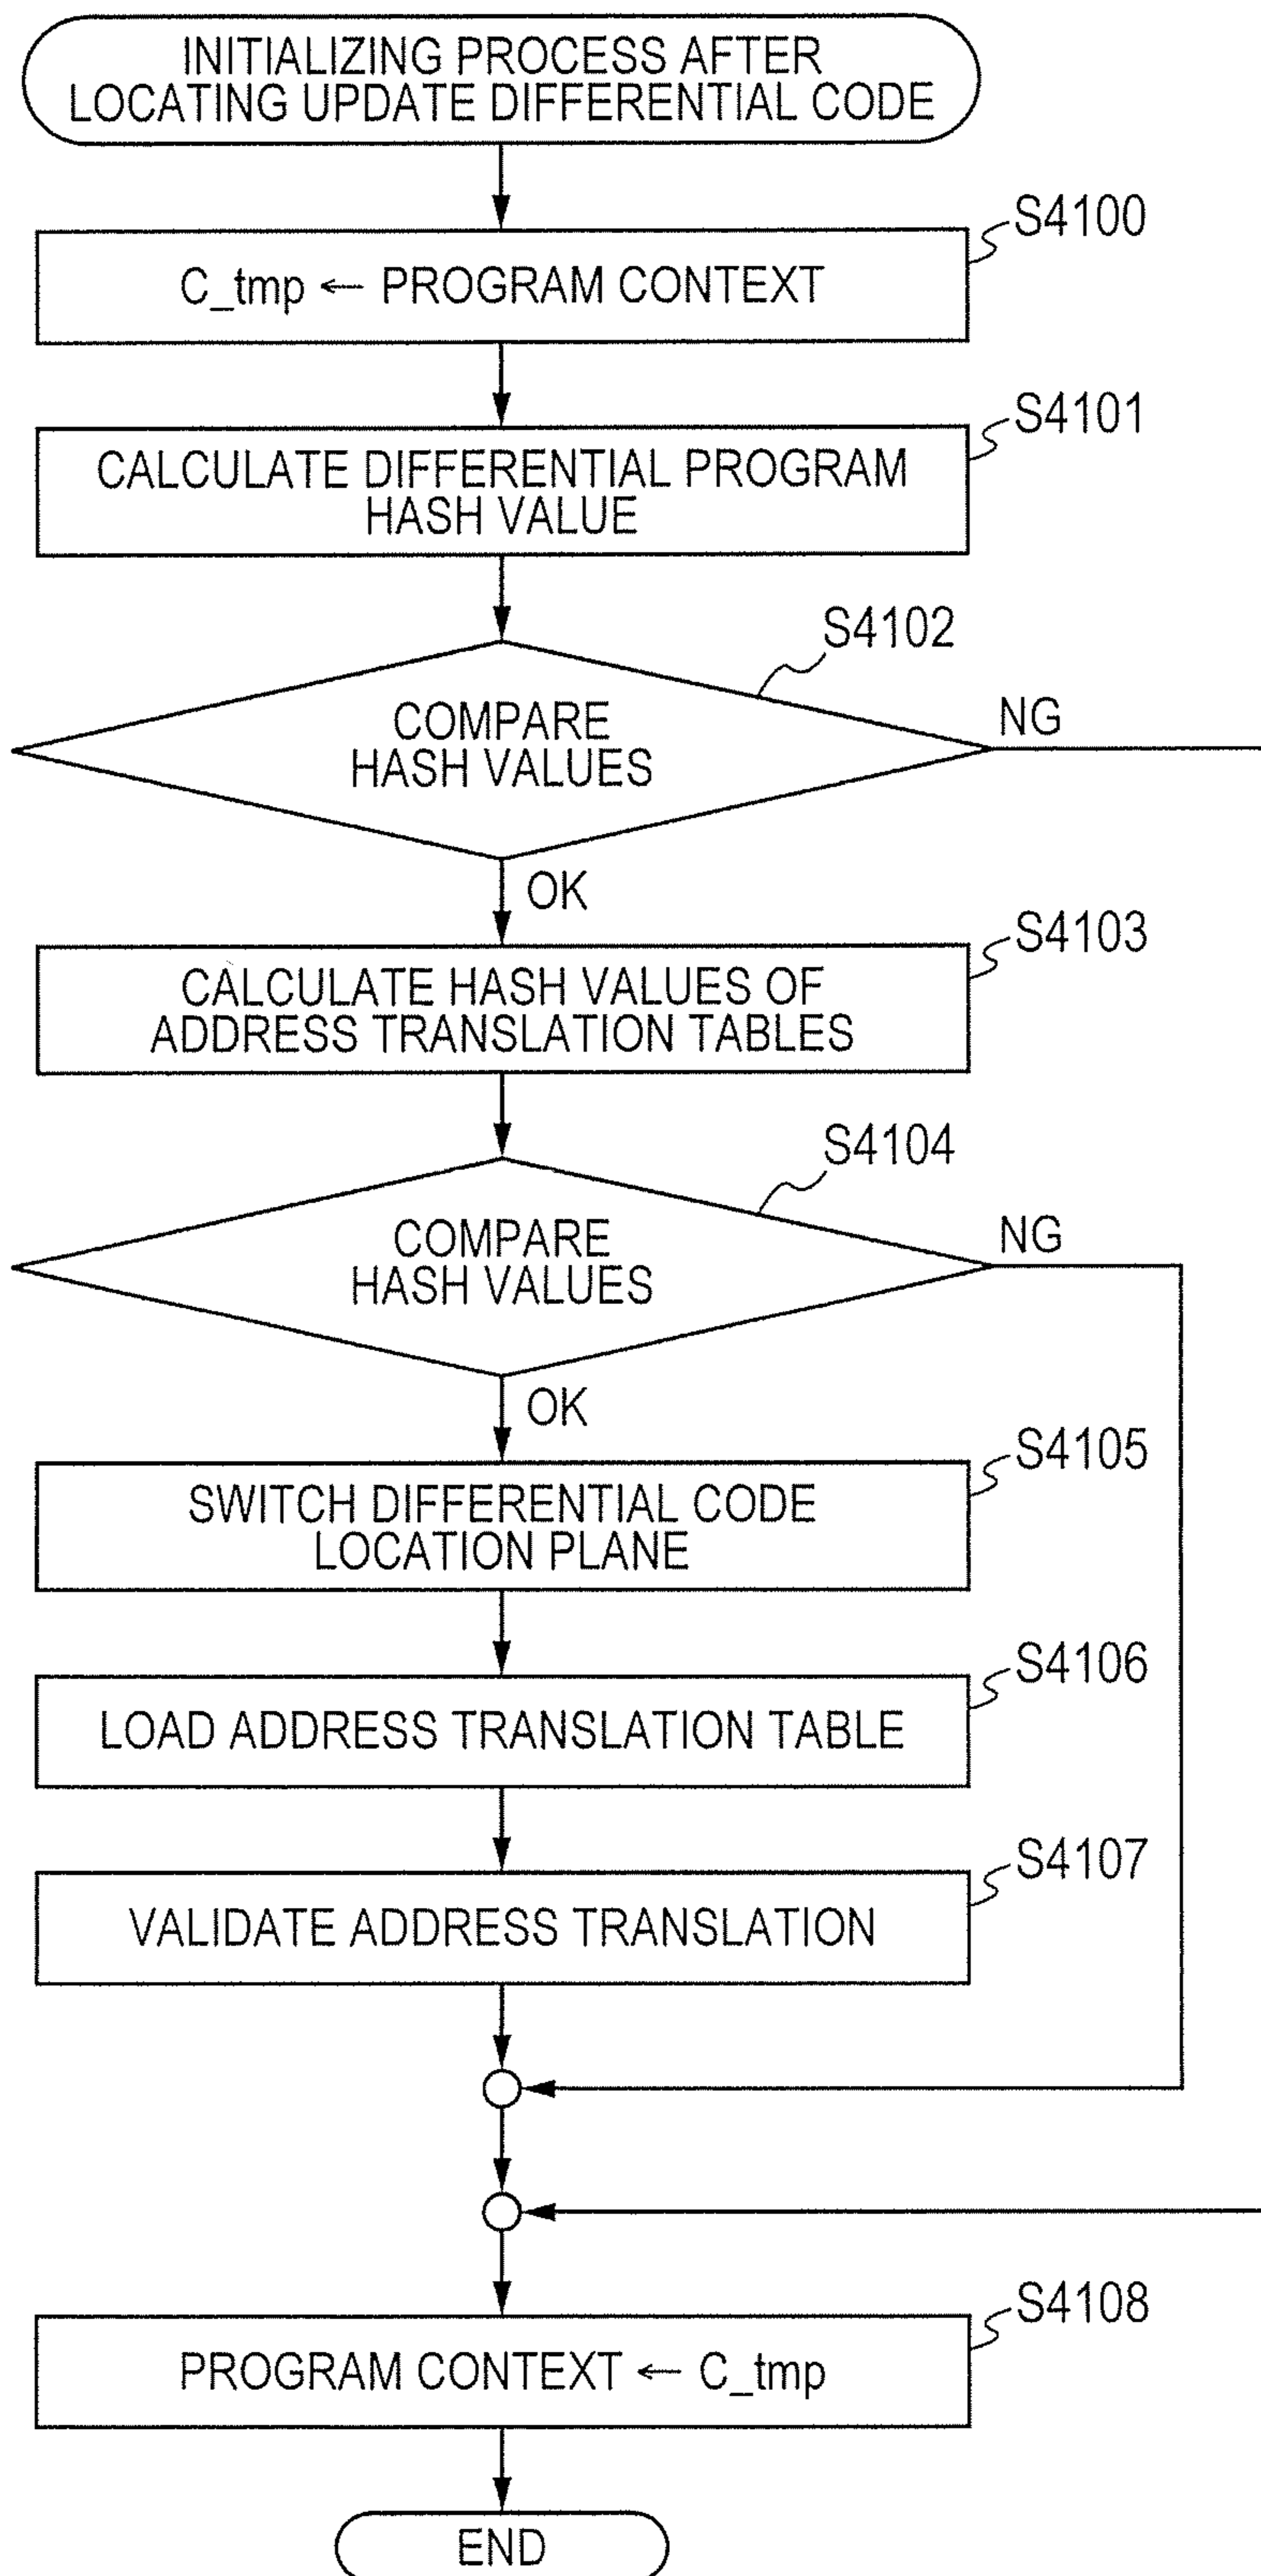 INITIALIZING PROCESS AFTER
LOCATING UPDATE DIFFERENTIAL CODE
S4100
C_tmp ← PROGRAM CONTEXT
S4101
CALCULATE DIFFERENTIAL PROGRAM
HASH VALUE
S4102
COMPARE
HASH VALUES
NG
OK
S4103
CALCULATE HASH VALUES OF
ADDRESS TRANSLATION TABLES
S4104
COMPARE
HASH VALUES
NG
OK
S4105
SWITCH DIFFERENTIAL CODE
LOCATION PLANE
S4106
LOAD ADDRESS TRANSLATION TABLE
S4107
VALIDATE ADDRESS TRANSLATION
S4108
PROGRAM CONTEXT ← C_tmp
END